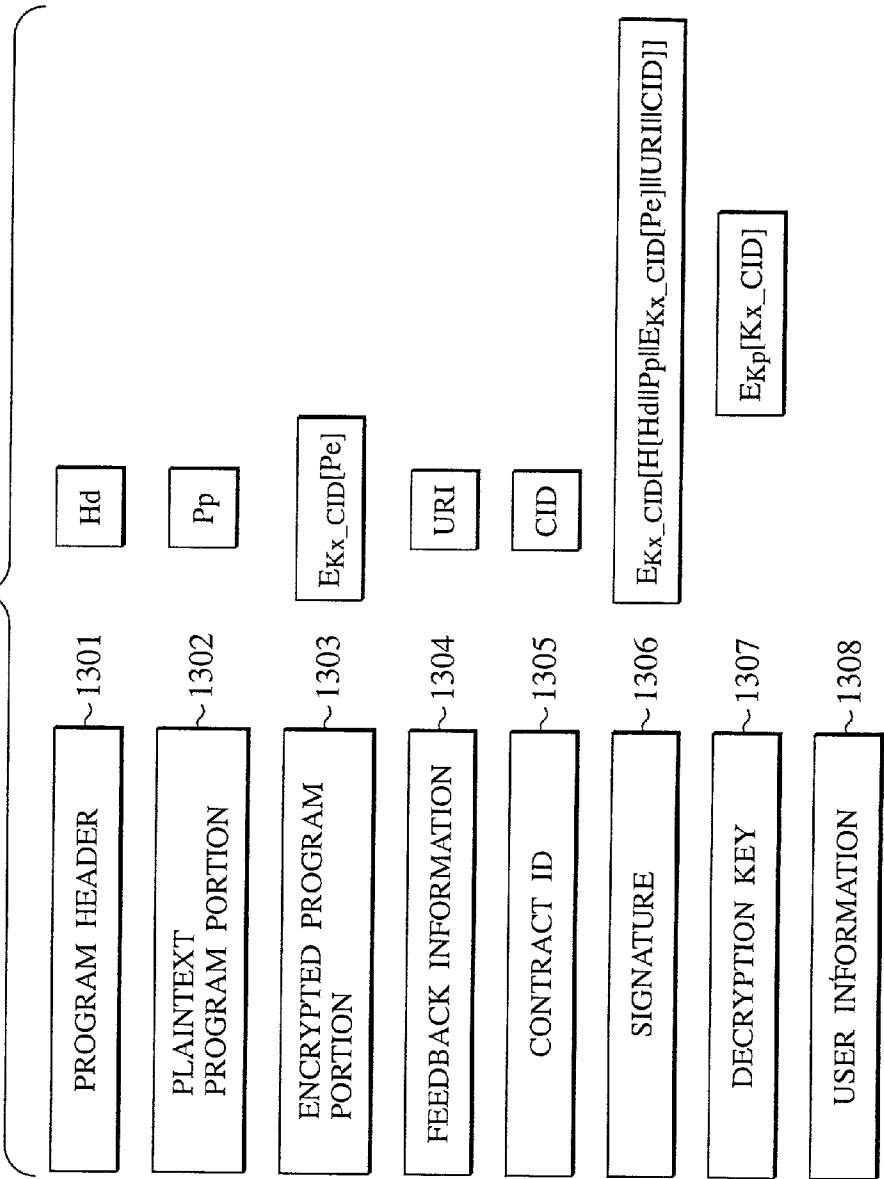 PROGRAM HEADER ~1301 Hd
PLAINTEXT
PROGRAM PORTION ~1302 Pp
ENCRYPTED PROGRAM
PORTION ~1303 EKx_CID[Pe]
FEEDBACK INFORMATION ~1304 URI
CONTRACT ID ~1305 CID
SIGNATURE ~1306 EKx_CID[H[Hd||Pp||EKx_CID[Pe]||URI||CID]]
DECRYPTION KEY ~1307 EKp[Kx_CID]
USER INFORMATION ~1308